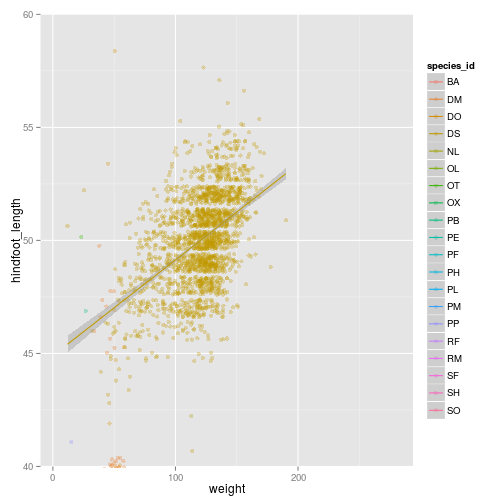 60
55
50
45
40
hindfoot_length
0
100
200
weight
species_id
BA
DM
DO
DS
NL
OL
OT
OX
PB
PE
PF
PH
PL
PM
PP
RF
RM
SF
SH
SO